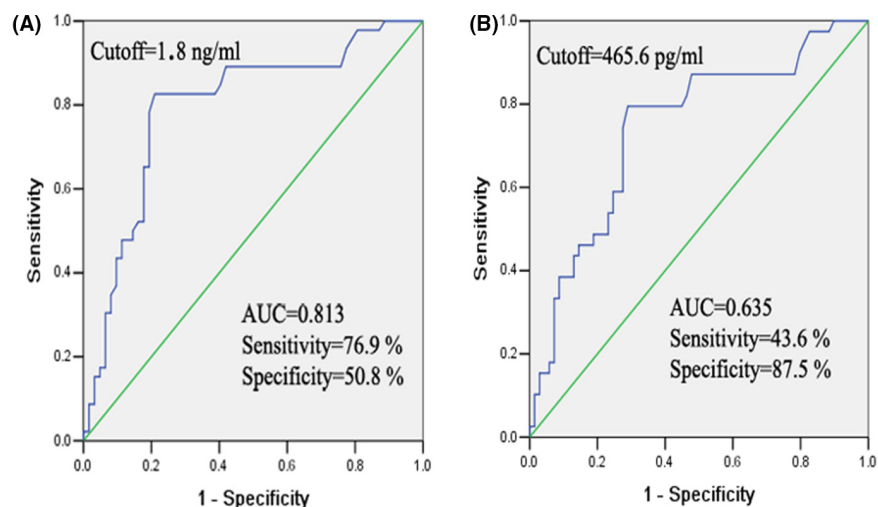 (A)
Cutoff=1.8 ng/ml
AUC=0.813
Sensitivity=76.9 %
Specificity=50.8 %
Sensitivity
1.0
0.8
0.6
0.4
0.2
0.0
0.0 0.2 0.4 0.6 0.8 1.0
1 - Specificity
(B)
Cutoff=465.6 pg/ml
AUC=0.635
Sensitivity=43.6 %
Specificity=87.5 %
Sensitivity
1.0
0.8
0.6
0.4
0.2
0.0
0.0 0.2 0.4 0.6 0.8 1.0
1 - Specificity